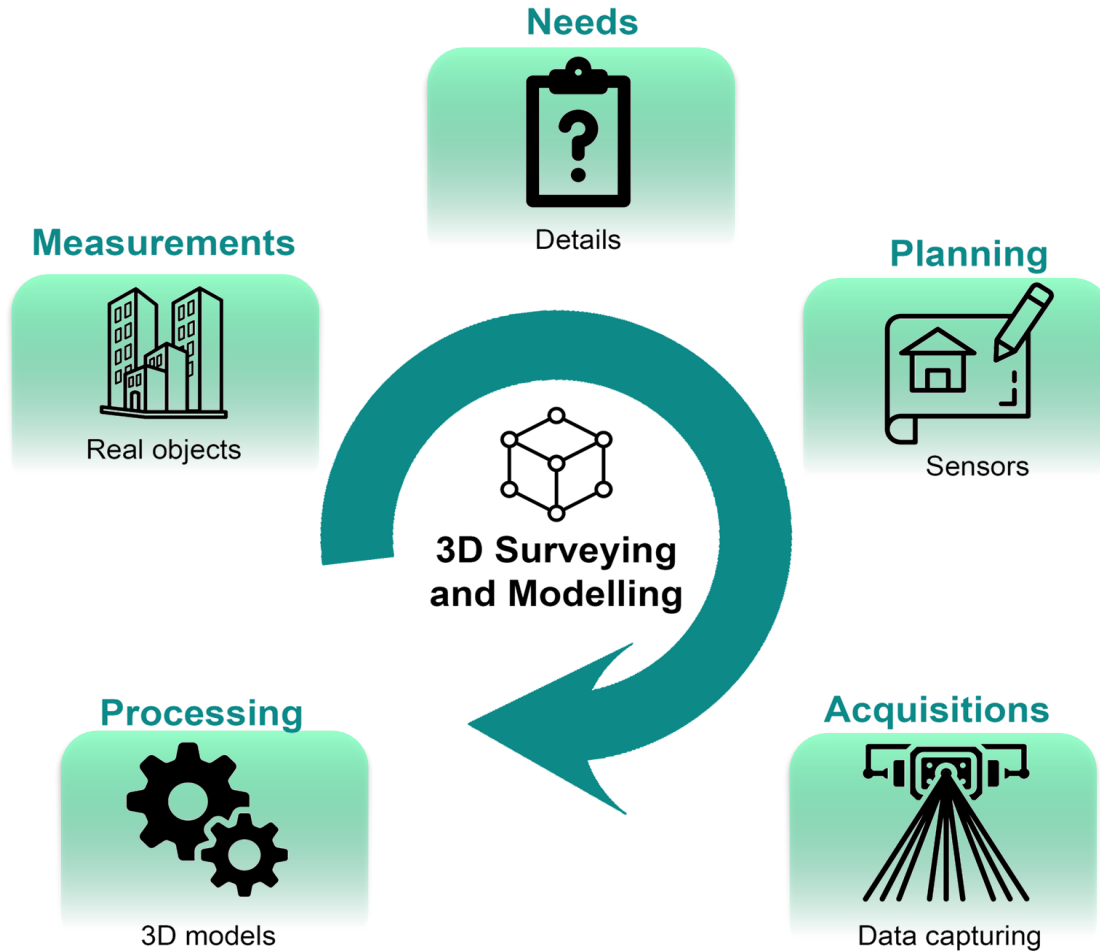 Needs
Details
Measurements
Real objects
Planning
Sensors
3D Surveying
and Modelling
Processing
3D models
Acquisitions
Data capturing